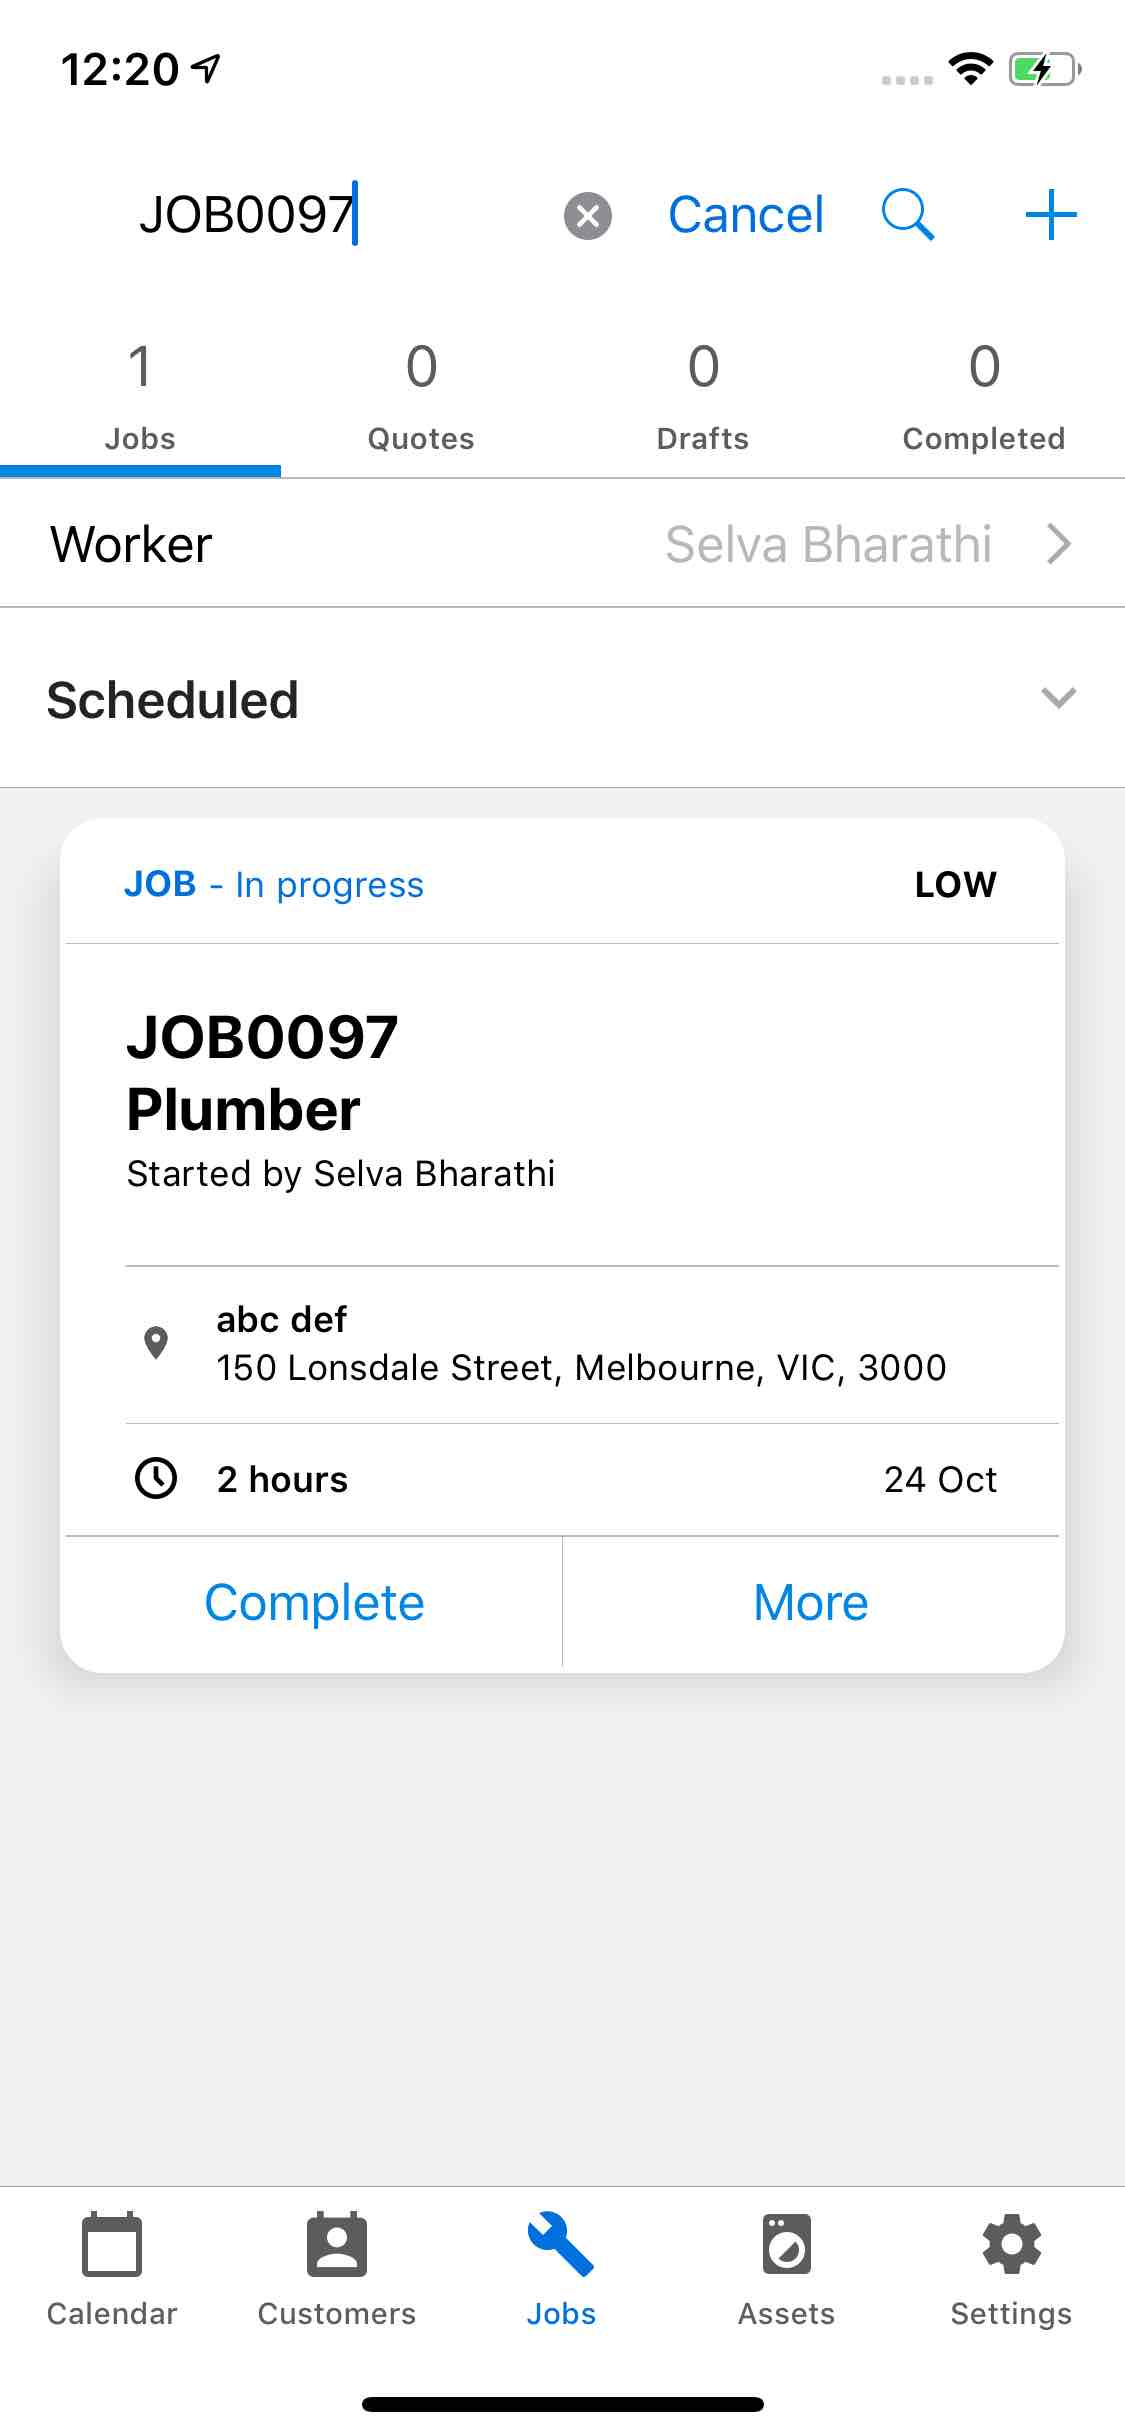 12:20
JOB0097
Cancel
1 0 0 0
Jobs Quotes Drafts Completed
Worker Selva Bharathi
Scheduled
JOB - In progress LOW
JOB0097
Plumber
Started by Selva Bharathi
abc def
150 Lonsdale Street, Melbourne, VIC, 3000
2 hours 24 Oct
Complete More
Calendar Customers Jobs Assets Settings